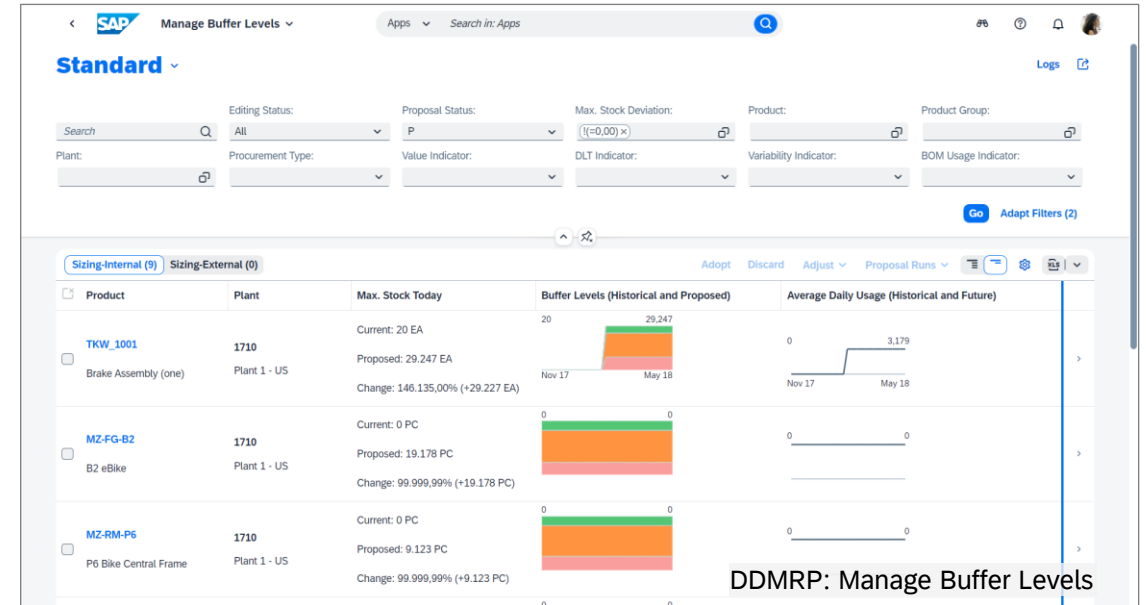 SAP Manage Buffer Levels Apps Search in: Apps
Standard Logs
Editing Status: Proposal Status: Max. Stock Deviation: Product: Product Group:
Search All P !(=0,00) ×
Plant: Procurement Type: Value Indicator: DLT Indicator: Variability Indicator: BOM Usage Indicator:
Go Adapt Filters (2)
Sizing-Internal (9) Sizing-External (0) Adopt Discard Adjust Proposal Runs XLS
Product Plant Max. Stock Today Buffer Levels (Historical and Proposed) Average Daily Usage (Historical and Future)
TKW_1001
Brake Assembly (one)
1710
Plant 1 - US
Current: 20 EA
Proposed: 29.247 EA
Change: 146.135,00% (+29.227 EA)
20 29,247
Nov 17 May 18
0 3,179
Nov 17 May 18
MZ-FG-B2
B2 eBike
1710
Plant 1 - US
Current: 0 PC
Proposed: 19.178 PC
Change: 99.999,99% (+19.178 PC)
0 0
0 0
MZ-RM-P6
P6 Bike Central Frame
1710
Plant 1 - US
Current: 0 PC
Proposed: 9.123 PC
Change: 99.999,99% (+9.123 PC)
0 0
0 0
0 0
DDMRP: Manage Buffer Levels